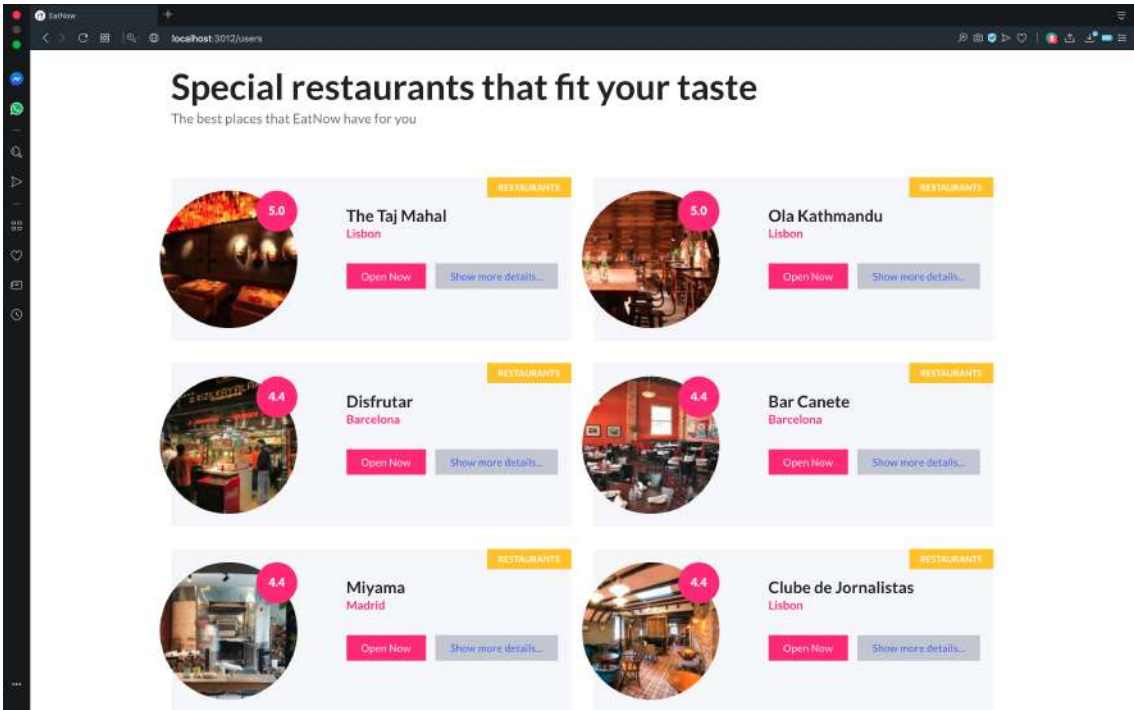 EatNow
localhost:3012/users
Special restaurants that fit your taste
The best places that EatNow have for you
RESTAURANTS
5.0
The Taj Mahal
Lisbon
Open Now
Show more details...
RESTAURANTS
5.0
Ola Kathmandu
Lisbon
Open Now
Show more details...
RESTAURANTS
4.4
Disfrutar
Barcelona
Open Now
Show more details...
RESTAURANTS
4.4
Bar Canete
Barcelona
Open Now
Show more details...
RESTAURANTS
4.4
Miyama
Madrid
Open Now
Show more details...
RESTAURANTS
4.4
Clube de Jornalistas
Lisbon
Open Now
Show more details...